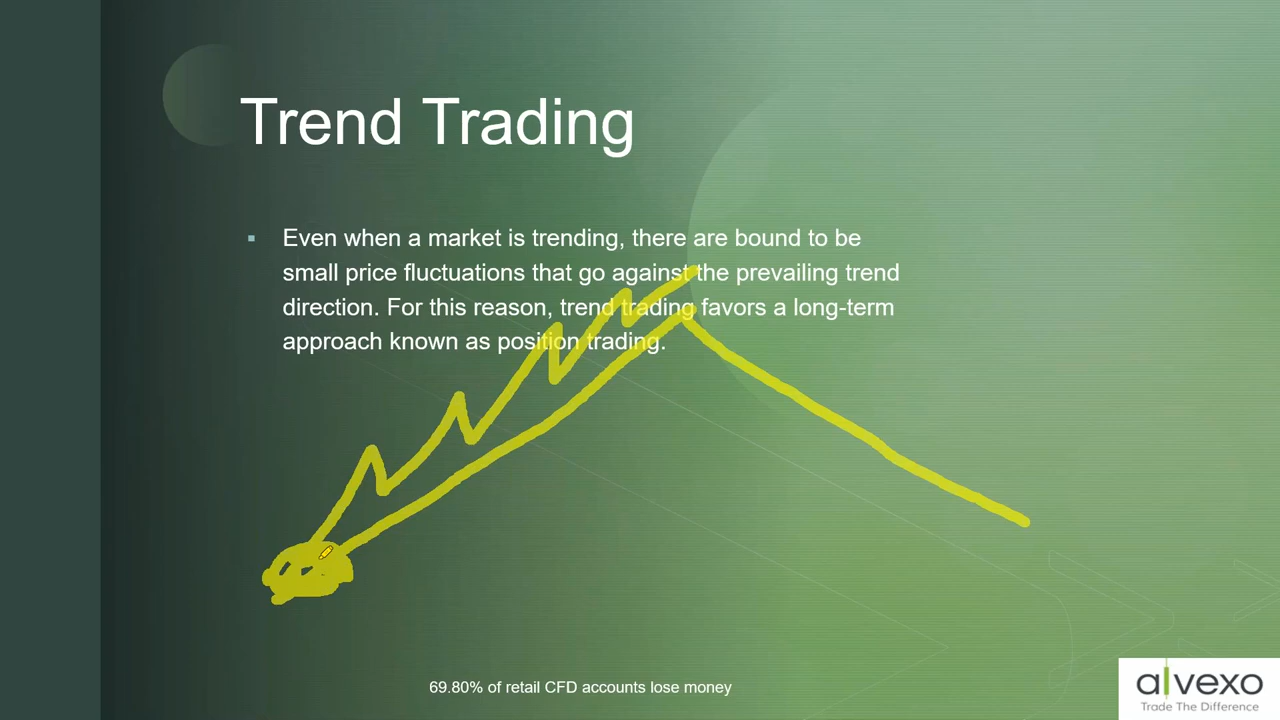 Trend Trading
▪ Even when a market is trending, there are bound to be
small price fluctuations that go against the prevailing trend
direction. For this reason, trend trading favors a long-term
approach known as position trading.
69.80% of retail CFD accounts lose money
alvexo
Trade The Difference